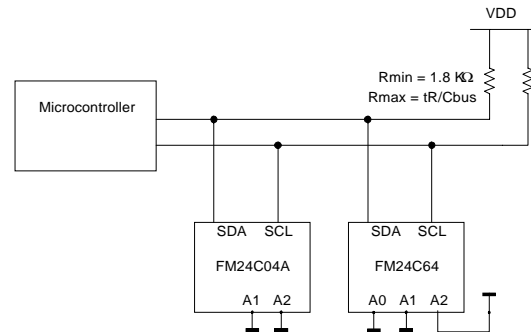 VDD
Rmin = 1.8 KΩ
Rmax = tR/Cbus
Microcontroller
SDA SCL
FM24C04A
A1 A2
SDA SCL
FM24C64
A0 A1 A2